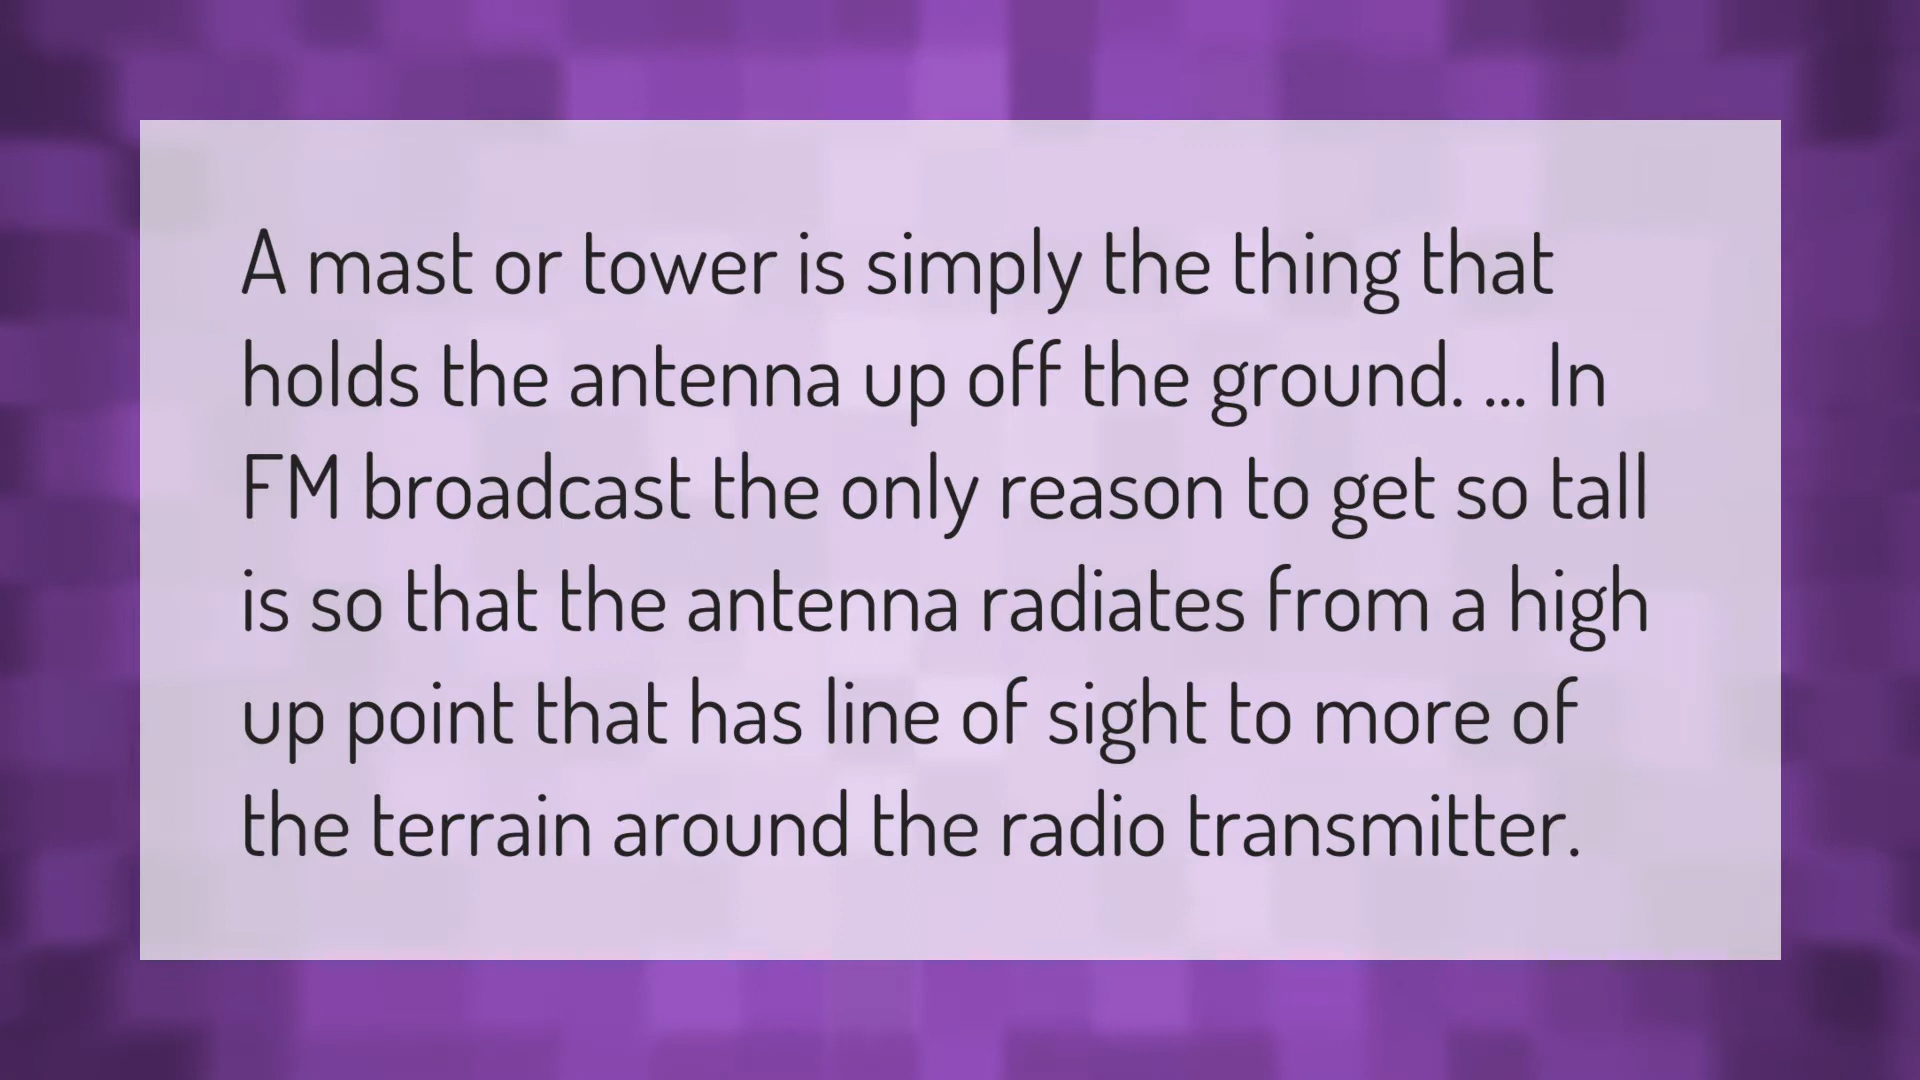 A mast or tower is simply the thing that
holds the antenna up off the ground. ... In
FM broadcast the only reason to get so tall
is so that the antenna radiates from a high
up point that has line of sight to more of
the terrain around the radio transmitter.